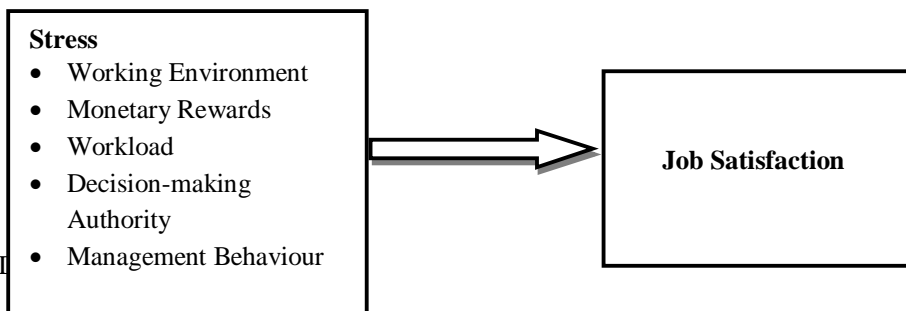 Stress
• Working Environment
• Monetary Rewards
• Workload
• Decision-making
Authority
• Management Behaviour
Job Satisfaction